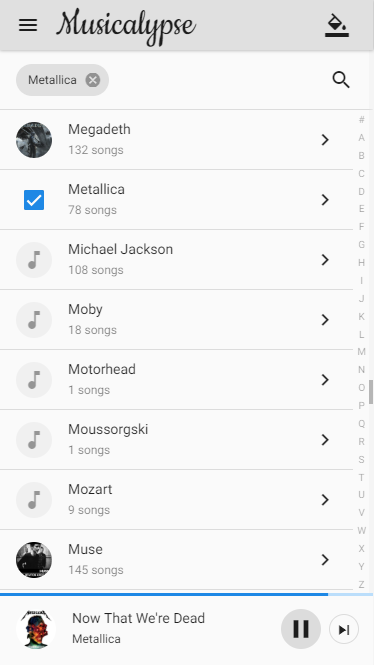 Musicalypse
Metallica
Megadeth
132 songs
Metallica
78 songs
Michael Jackson
108 songs
Moby
18 songs
Motorhead
1 songs
Moussorgski
1 songs
Mozart
9 songs
Muse
145 songs
#
A
B
C
D
E
F
G
H
I
J
K
L
M
N
O
P
Q
R
S
T
U
V
W
X
Y
Z
Now That We're Dead
Metallica